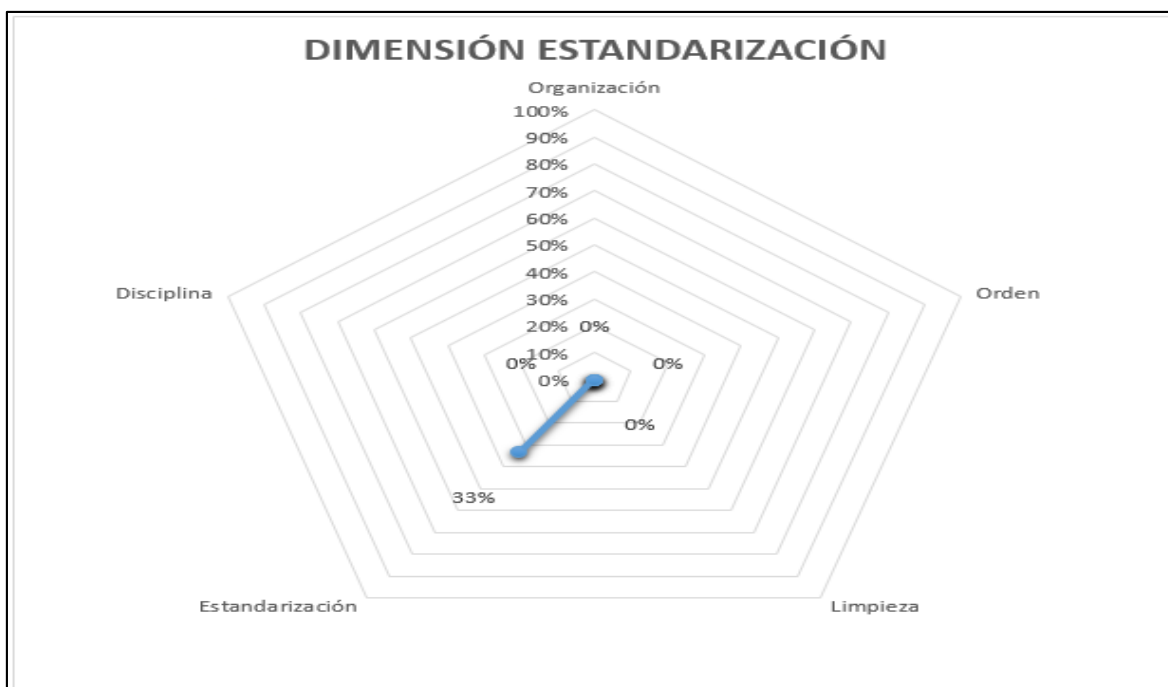 DIMENSIÓN ESTANDARIZACIÓN
Organización
100%
90%
80%
70%
60%
50%
40%
30%
20%
10%
0%
0%
0%
0%
0%
33%
Disciplina
Orden
Estandarización
Limpieza